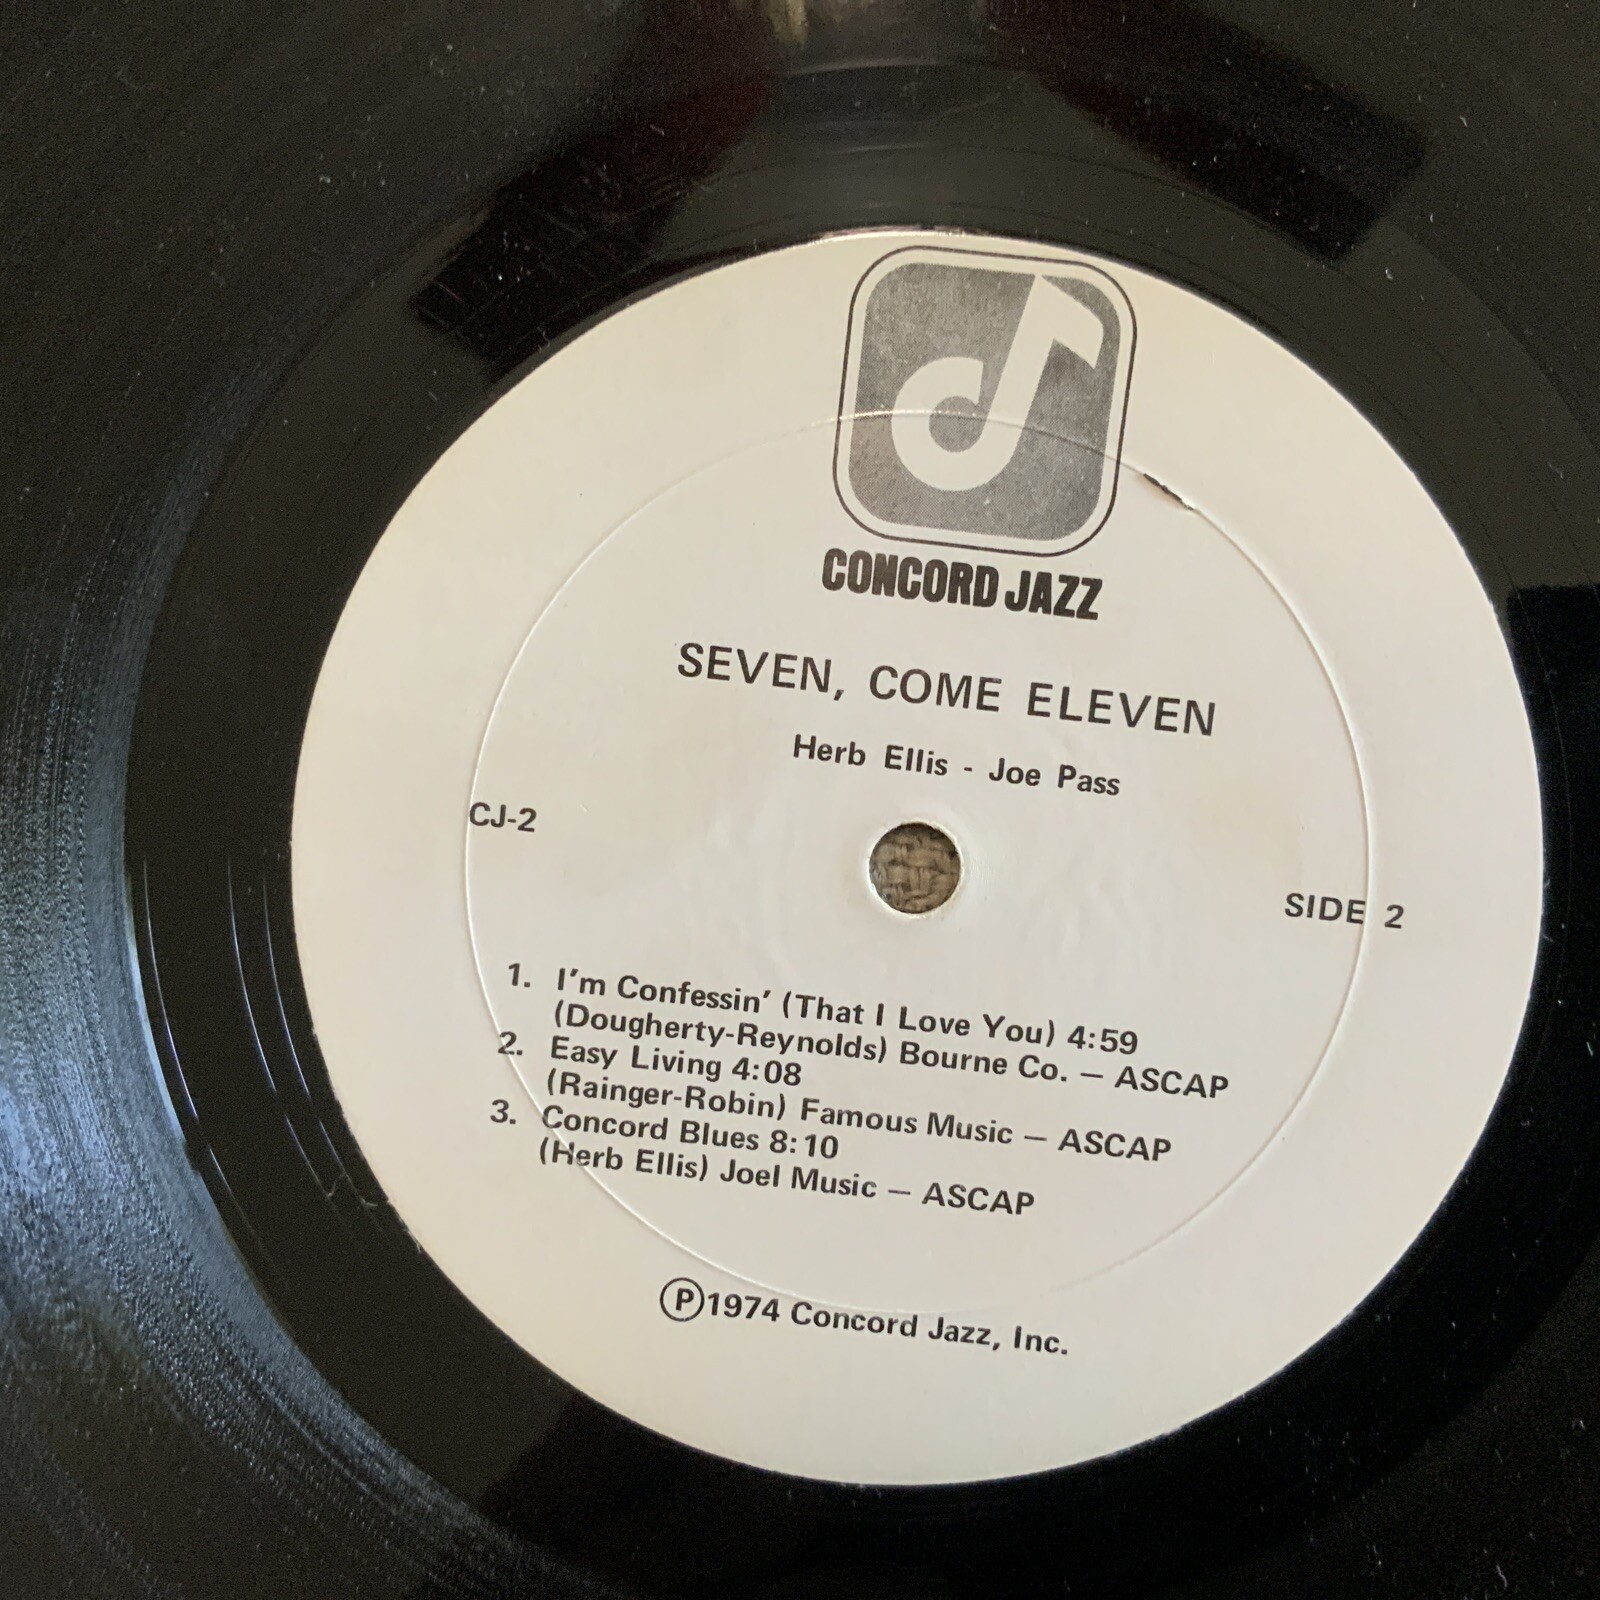 CONCORD JAZZ
SEVEN, COME ELEVEN
Herb Ellis - Joe Pass
CJ-2
SIDE 2
1. I'm Confessin' (That I Love You) 4:59
(Dougherty-Reynolds) Bourne Co. — ASCAP
2. Easy Living 4:08
(Rainger-Robin) Famous Music — ASCAP
3. Concord Blues 8:10
(Herb Ellis) Joel Music — ASCAP
Ⓟ1974 Concord Jazz, Inc.